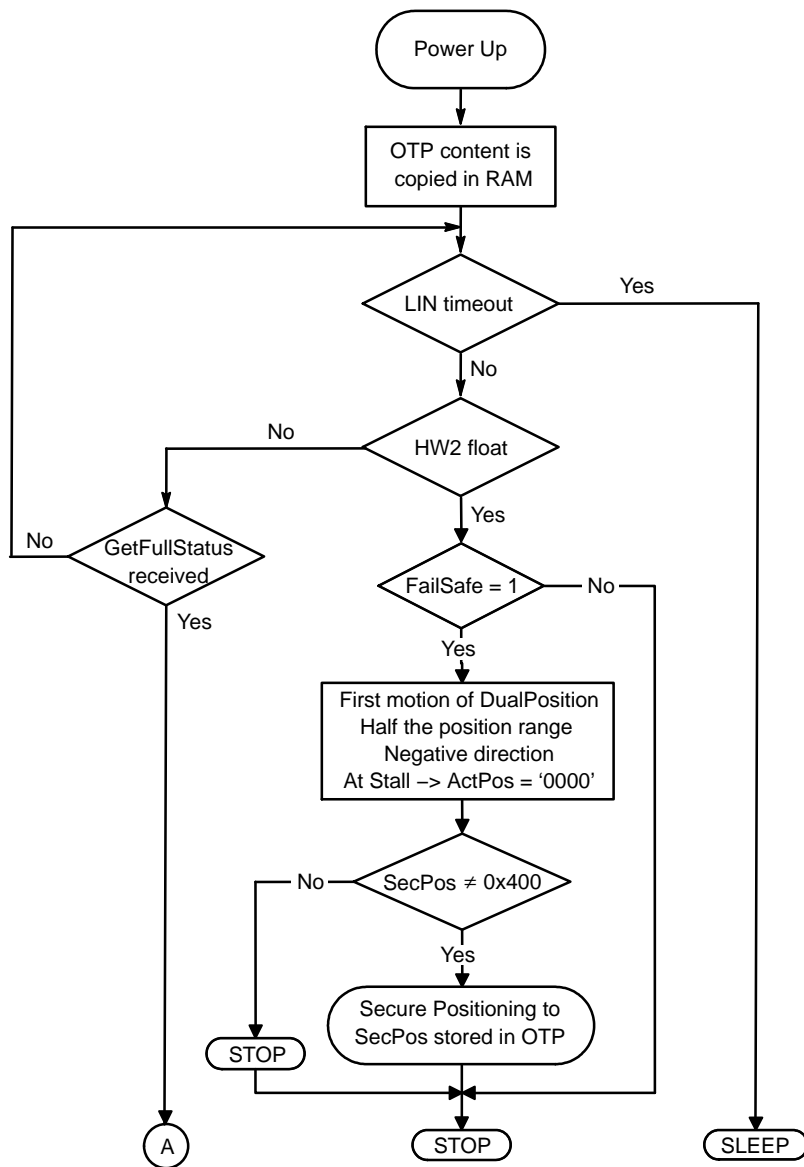 Power Up
OTP content is
copied in RAM
LIN timeout
Yes
No
HW2 float
No
Yes
GetFullStatus
received
No
Yes
FailSafe = 1
No
Yes
First motion of DualPosition
Half the position range
Negative direction
At Stall −> ActPos = ‘0000’
SecPos ≠ 0x400
No
Yes
Secure Positioning to
SecPos stored in OTP
STOP
A
STOP
SLEEP